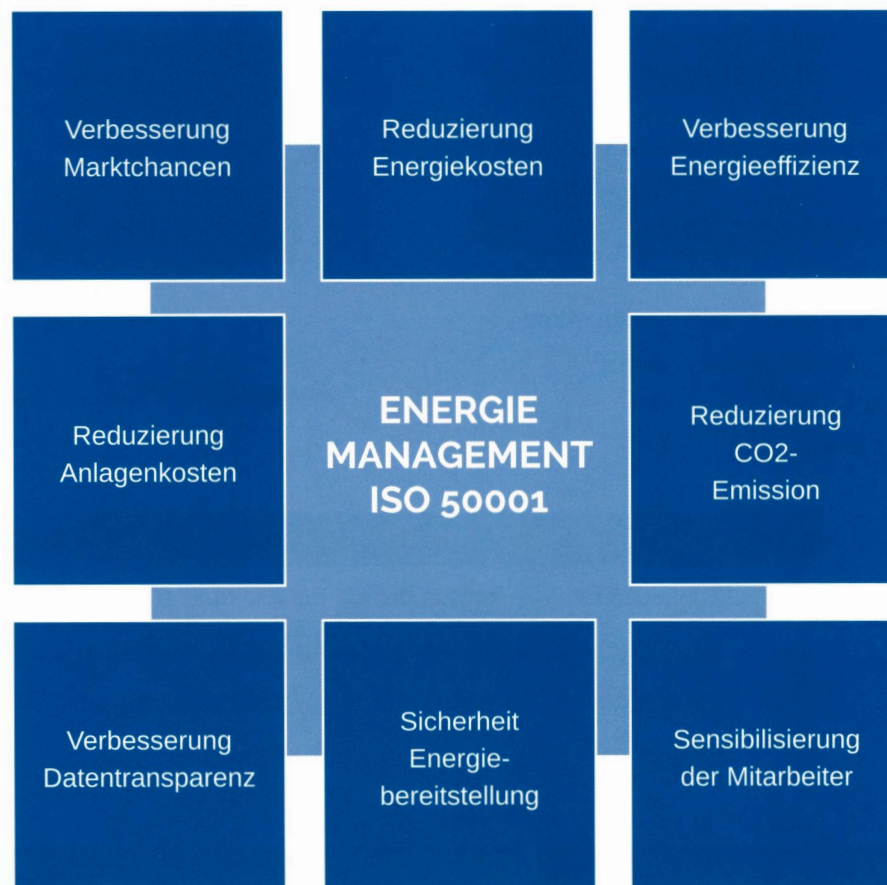 Verbesserung
Marktchancen
Reduzierung
Energiekosten
Verbesserung
Energieeffizienz
Reduzierung
Anlagenkosten
ENERGIE
MANAGEMENT
ISO 50001
Reduzierung
CO2-
Emission
Verbesserung
Datentransparenz
Sicherheit
Energie-
bereitstellung
Sensibilisierung
der Mitarbeiter